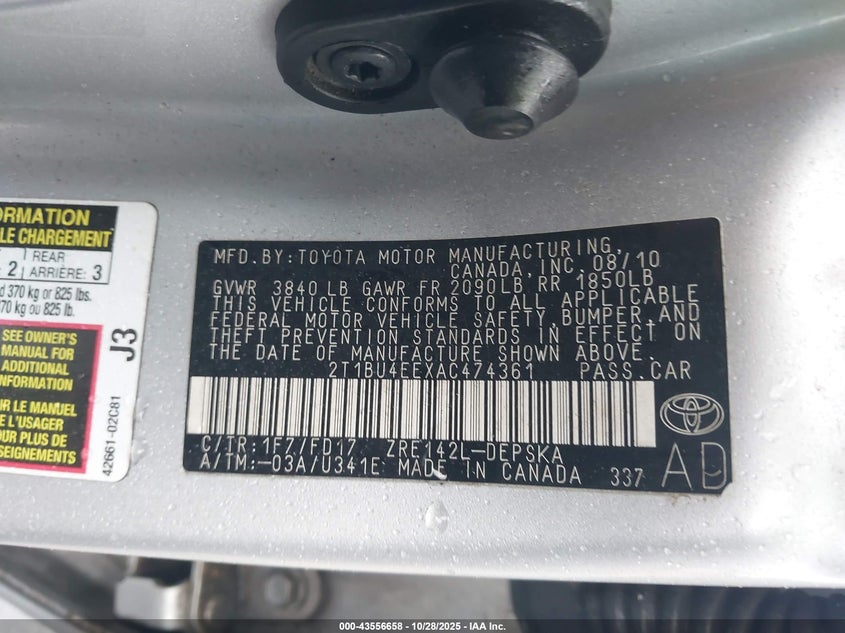 ORMATION
LE CHARGEMENT
2 REAR ARRIÈRE: 3
d 370 kg or 825 lbs.
70 kg ou 825 lb.
SEE OWNER'S
MANUAL FOR
ADDITIONAL
INFORMATION
LE MANUEL
L'USAGER
POUR PLUS DE
J3
42661-02C81
MFD.BY:TOYOTA MOTOR MANUFACTURING,
CANADA,INC. 08/10
GVWR 3840 LB GAWR FR 2090LB RR 1850LB
THIS VEHICLE CONFORMS TO ALL APPLICABLE
FEDERAL MOTOR VEHICLE SAFETY, BUMPER, AND
THEFT PREVENTION STANDARDS IN EFFECT ON
THE DATE OF MANUFACTURE SHOWN ABOVE.
2T1BU4EEXAC474361 PASS.CAR
C/TR:1F7/FD17 ZRE142L-DEPSKA
A/TM:-03A/U341E MADE IN CANADA 337
AD
000-43556658 - 10/28/2025 - IAA Inc.